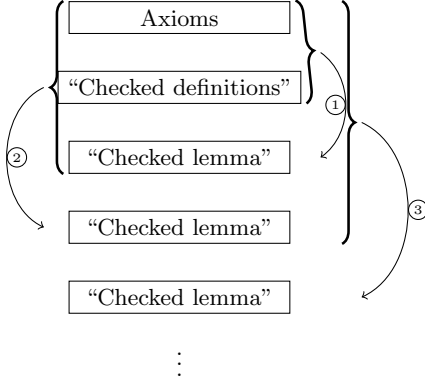 Axioms
“Checked definitions”
①
“Checked lemma”
②
“Checked lemma”
③
“Checked lemma”
⋮